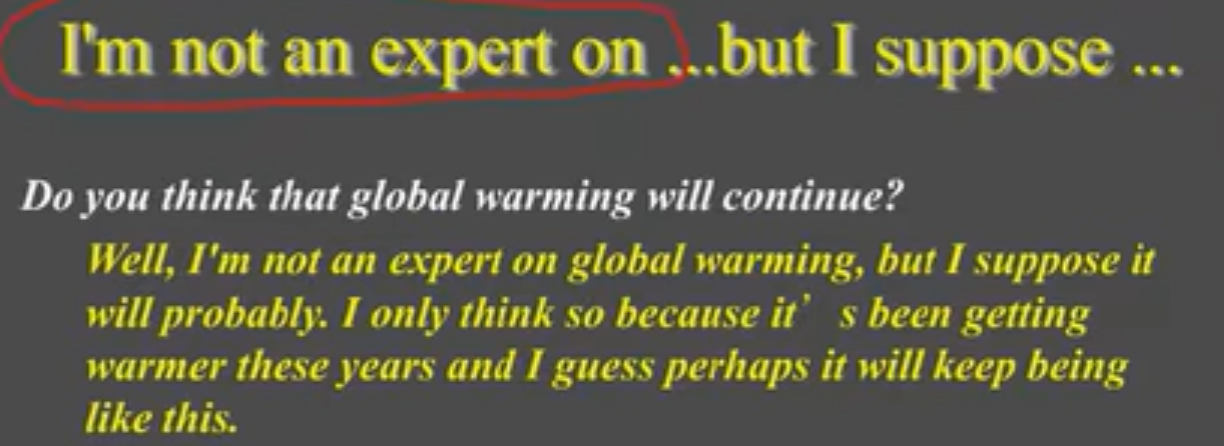 I'm not an expert on ...but I suppose ...
Do you think that global warming will continue?
Well, I'm not an expert on global warming, but I suppose it
will probably. I only think so because it’ s been getting
warmer these years and I guess perhaps it will keep being
like this.